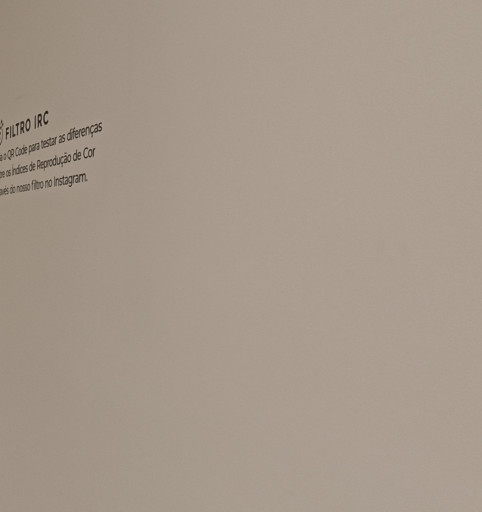 FILTRO IRC
o QR Code para testar as diferenças
os Índices de Reprodução de Cor
do nosso filtro no Instagram.